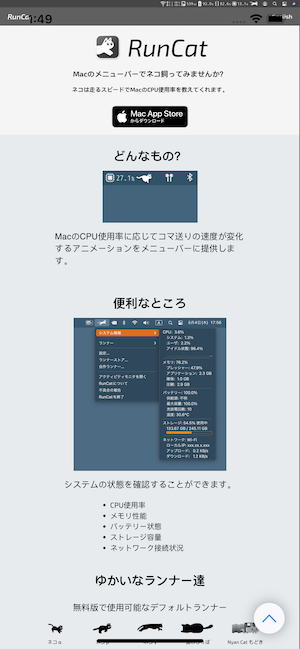 1:49
RunCat
RunCat
Macのメニューバーでネコ飼ってみませんか?
ネコは走るスピードでMacのCPU使用率を教えてくれます。
Mac App Store
からダウンロード
どんなもの?
27.1%
MacのCPU使用率に応じてコマ送りの速度が変化
するアニメーションをメニューバーに提供しま
す。
便利なところ
システム情報
ランナー
設定...
ランナーストア...
自作ランナー...
アクティビティモニタを開く
RunCatについて
不具合の報告
RunCatを終了
CPU: 3.6%
システム: 1.3%
ユーザ: 2.2%
アイドル状態: 96.4%
メモリ: 76.2%
プレッシャー: 47.9%
アプリケーション: 2.3 GB
確保: 1.0 GB
圧縮: 2.9 GB
バッテリー: 100.0%
最大容量: 100.0%
充放電回数: 10
温度: 30.6°C
ストレージ: 54.5% 使用中
133.67 GB / 245.11 GB
ネットワーク: Wi-Fi
ローカルIP: xxx.xx.x.xxx
アップロード: 0.2 KB/s
ダウンロード: 1.2 KB/s
システムの状態を確認することができます。
• CPU使用率
• メモリ性能
• バッテリー状態
• ストレージ容量
• ネットワーク接続状況
ゆかいなランナー達
無料版で使用可能なデフォルトランナー
ネコα
Nyan Cat もどき